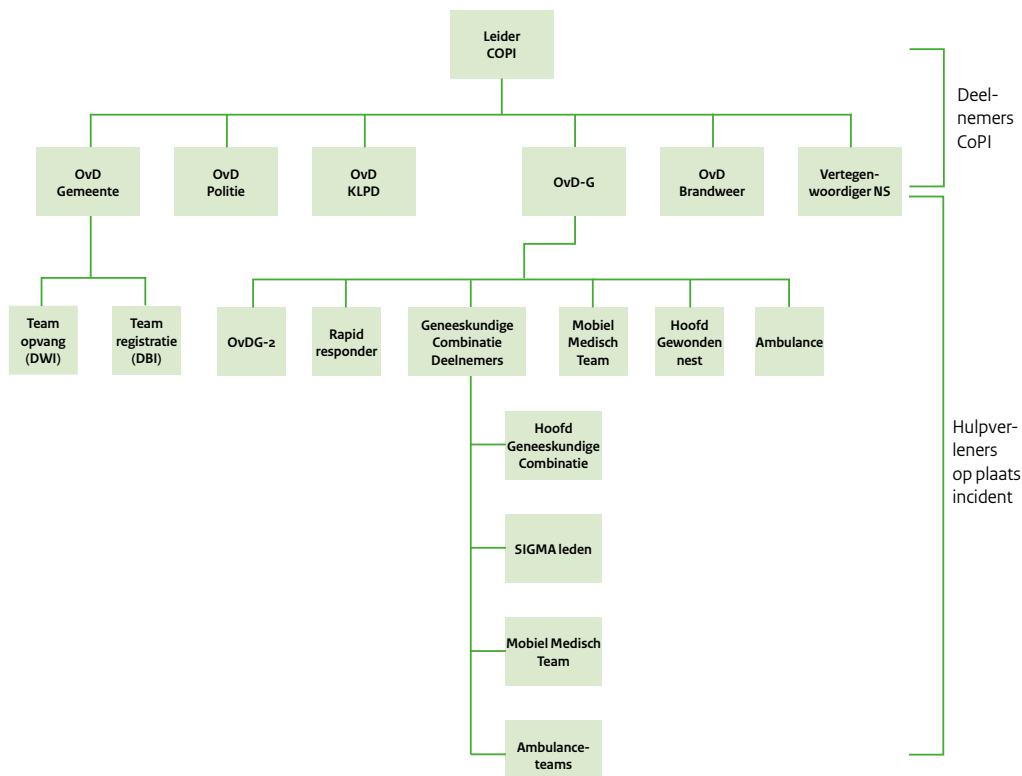 Leider
COPI
Deel-
nemers
CoPI
OvD
Gemeente
OvD
Politie
OvD
KLPD
OvD-G
OvD
Brandweer
Vertegen-
woordiger NS
Team
opvang
(DWI)
Team
registratie
(DBI)
OvDG-2
Rapid
responder
Geneeskundige
Combinatie
Deelnemers
Mobiel
Medisch
Team
Hoofd
Gewonden
nest
Ambulance
Hulpver-
leners
op plaats
incident
Hoofd
Geneeskundige
Combinatie
SIGMA leden
Mobiel Medisch
Team
Ambulance-
teams